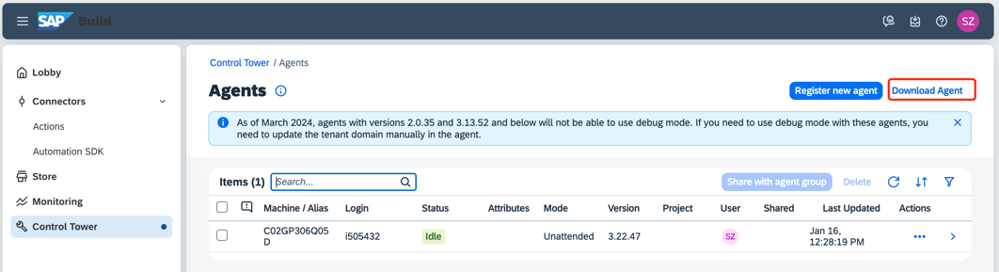 SAP Build
SZ
Lobby
Connectors
Actions
Automation SDK
Store
Monitoring
Control Tower
Control Tower / Agents
Agents
Register new agent
Download Agent
As of March 2024, agents with versions 2.0.35 and 3.13.52 and below will not be able to use debug mode. If you need to use debug mode with these agents, you
need to update the tenant domain manually in the agent.
Items (1)
Search...
Share with agent group
Delete
Machine / Alias Login Status Attributes Mode Version Project User Shared Last Updated Actions
C02GP306Q05
D
i505432
Idle
Unattended
3.22.47
SZ
Jan 16,
12:28:19 PM